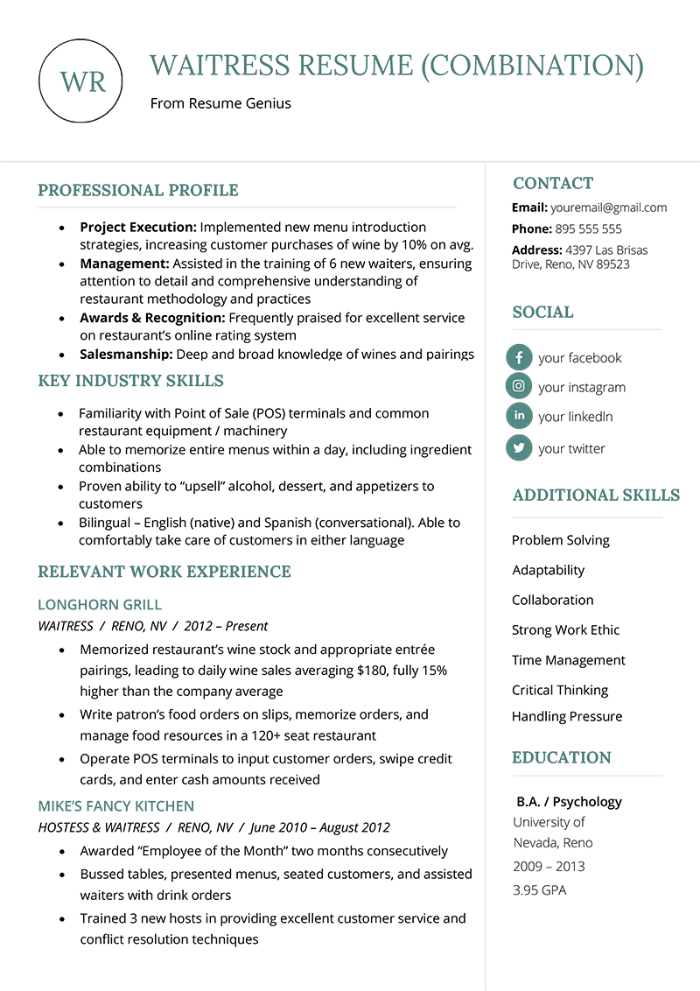 WR
WAITRESS RESUME (COMBINATION)
From Resume Genius
PROFESSIONAL PROFILE
• Project Execution: Implemented new menu introduction
strategies, increasing customer purchases of wine by 10% on avg.
• Management: Assisted in the training of 6 new waiters, ensuring
attention to detail and comprehensive understanding of
restaurant methodology and practices
• Awards & Recognition: Frequently praised for excellent service
on restaurant’s online rating system
• Salesmanship: Deep and broad knowledge of wines and pairings
KEY INDUSTRY SKILLS
• Familiarity with Point of Sale (POS) terminals and common
restaurant equipment / machinery
• Able to memorize entire menus within a day, including ingredient
combinations
• Proven ability to “upsell” alcohol, dessert, and appetizers to
customers
• Bilingual – English (native) and Spanish (conversational). Able to
comfortably take care of customers in either language
RELEVANT WORK EXPERIENCE
LONGHORN GRILL
WAITRESS / RENO, NV / 2012 – Present
• Memorized restaurant’s wine stock and appropriate entrée
pairings, leading to daily wine sales averaging $180, fully 15%
higher than the company average
• Write patron’s food orders on slips, memorize orders, and
manage food resources in a 120+ seat restaurant
• Operate POS terminals to input customer orders, swipe credit
cards, and enter cash amounts received
MIKE’S FANCY KITCHEN
HOSTESS & WAITRESS / RENO, NV / June 2010 – August 2012
• Awarded “Employee of the Month” two months consecutively
• Bussed tables, presented menus, seated customers, and assisted
waiters with drink orders
• Trained 3 new hosts in providing excellent customer service and
conflict resolution techniques
CONTACT
Email: youremail@gmail.com
Phone: 895 555 555
Address: 4397 Las Brisas
Drive, Reno, NV 89523
SOCIAL
your facebook
your instagram
your linkedln
your twitter
ADDITIONAL SKILLS
Problem Solving
Adaptability
Collaboration
Strong Work Ethic
Time Management
Critical Thinking
Handling Pressure
EDUCATION
B.A. / Psychology
University of
Nevada, Reno
2009 – 2013
3.95 GPA